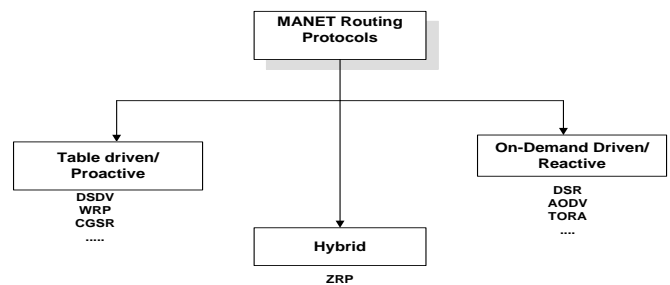 MANET Routing
Protocols
Table driven/
Proactive
DSDV
WRP
CGSR
.....
Hybrid
ZRP
On-Demand Driven/
Reactive
DSR
AODV
TORA
....